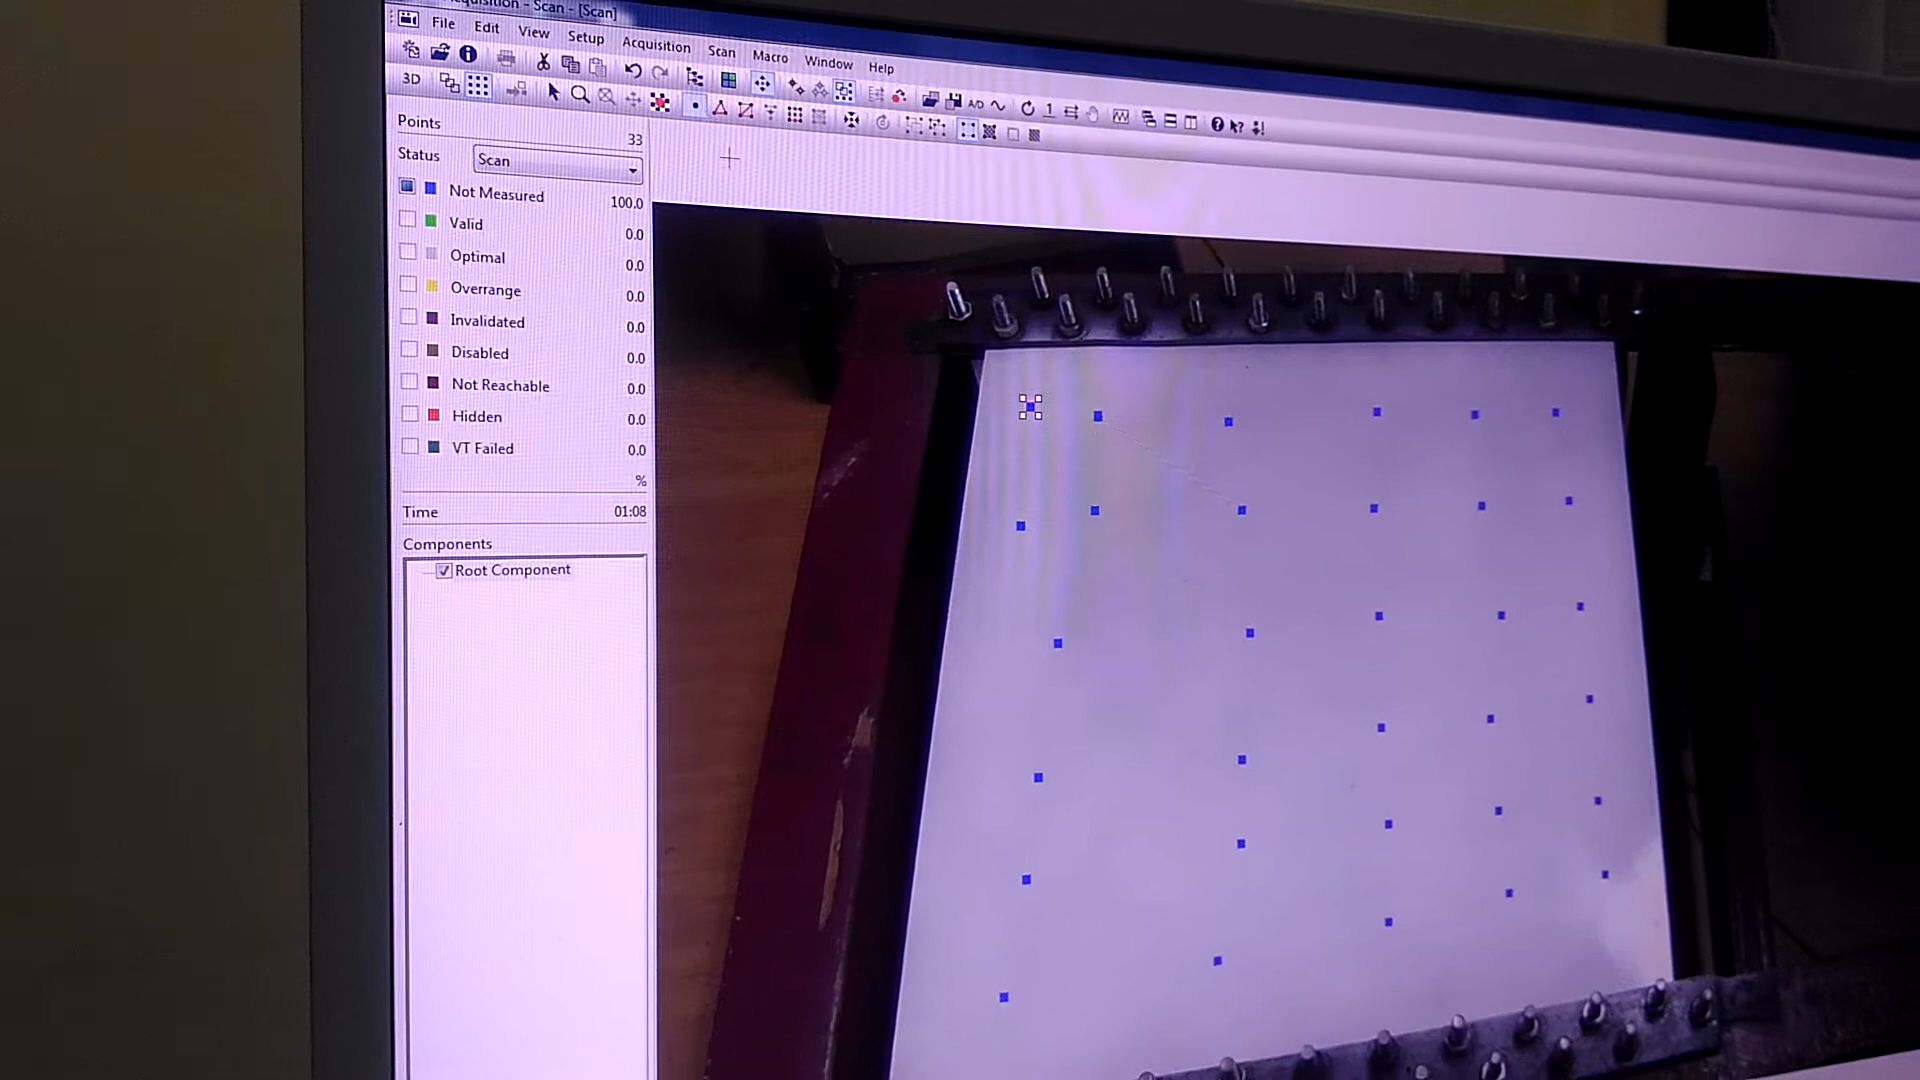 Acquisition - Scan - [Scan]
File Edit View Setup Acquisition Scan Macro Window Help
3D
A/D
1
Points 33
Status Scan
Not Measured 100.0
Valid 0.0
Optimal 0.0
Overrange 0.0
Invalidated 0.0
Disabled 0.0
Not Reachable 0.0
Hidden 0.0
VT Failed 0.0
%
Time 01:08
Components
Root Component